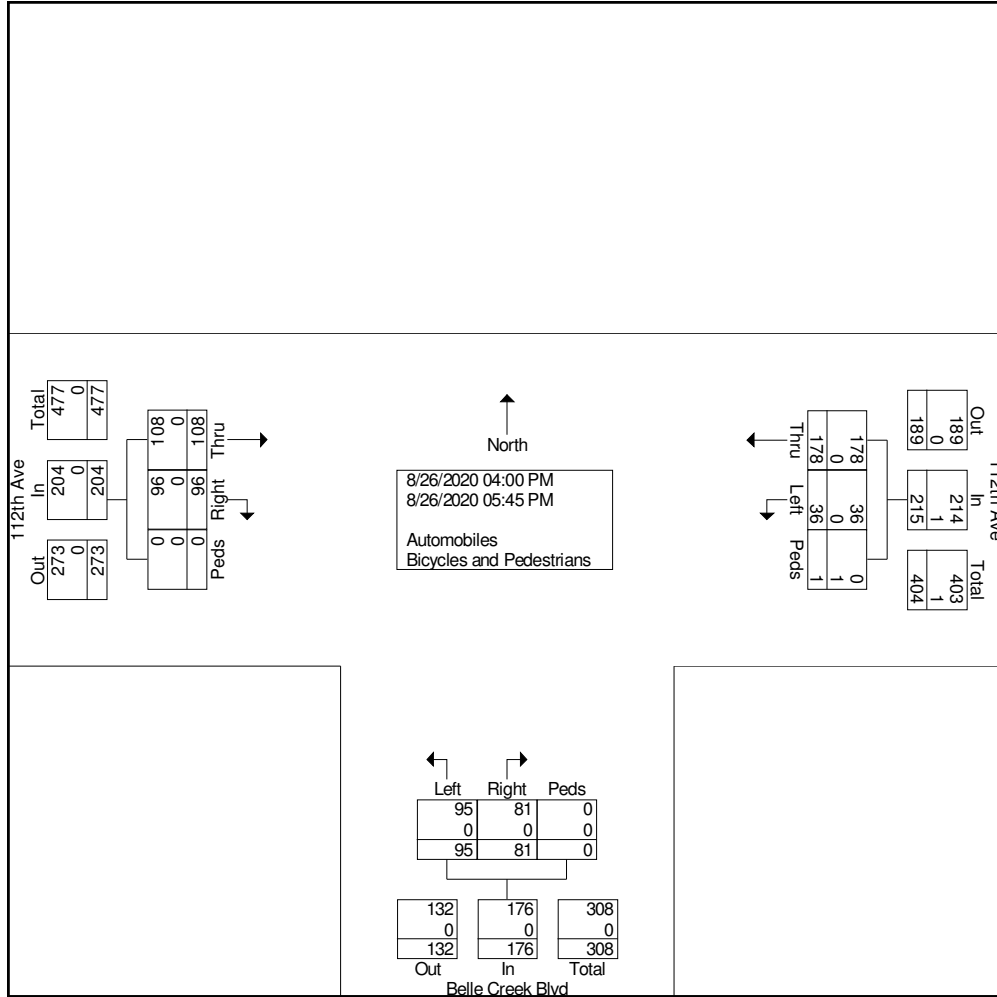 112th Ave
Total
477
0
477
In
204
0
204
Out
273
0
273
Thru
108
0
108
Right
96
0
96
Peds
0
0
0
North
8/26/2020 04:00 PM
8/26/2020 05:45 PM
Automobiles
Bicycles and Pedestrians
Thru
178
0
178
Left
36
0
36
Peds
0
1
1
Out
189
0
189
In
214
1
215
Total
403
1
404
112th Ave
Left Right Peds
95 81 0
0 0 0
95 81 0
132 176 308
0 0 0
132 176 308
Out In Total
Belle Creek Blvd